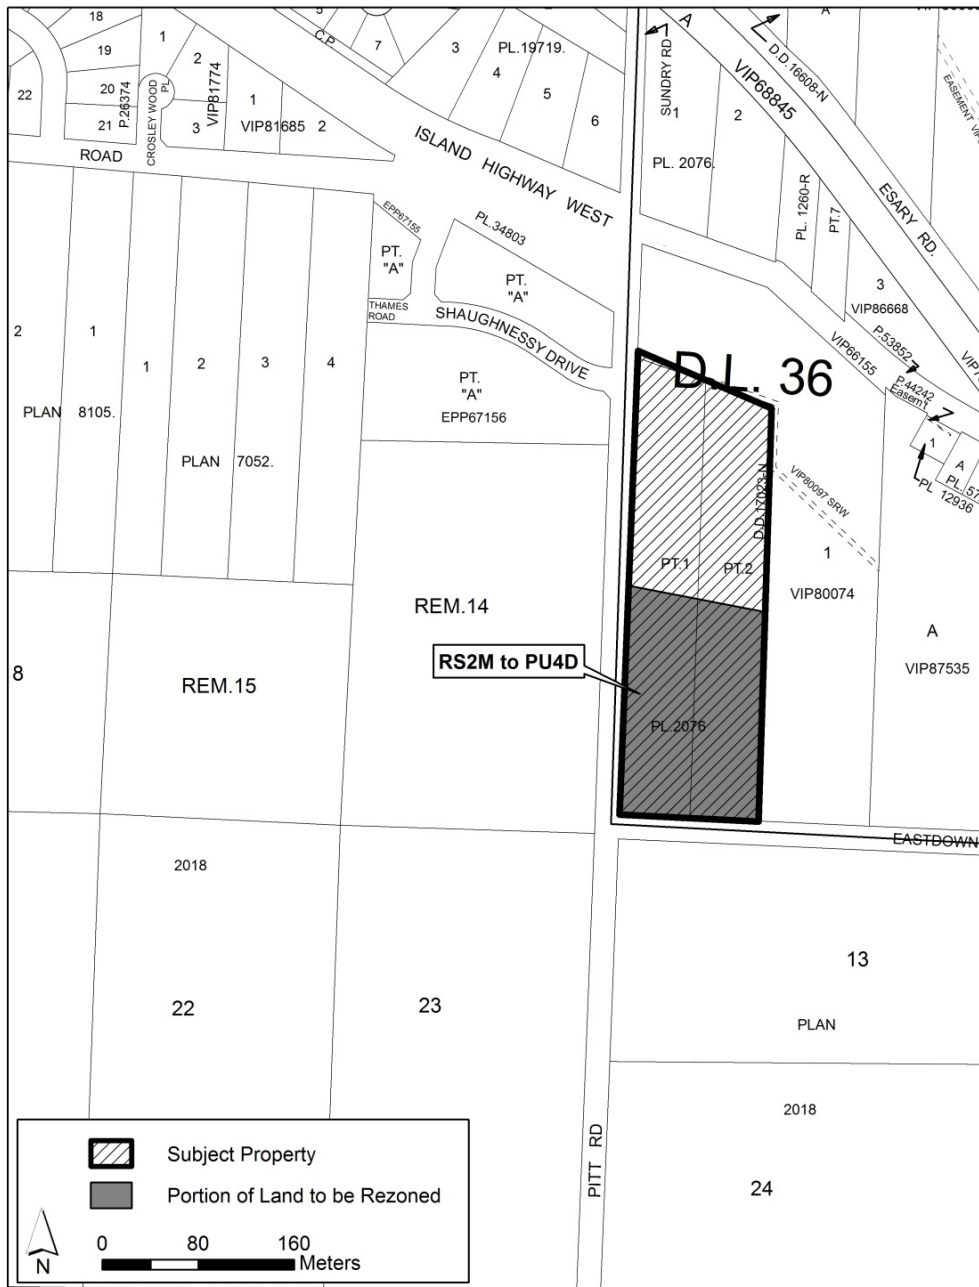 18
1
5
C.P
7
3
PL.19719.
A
SUNDRY RD
D.D.16608-N
A
19
2
4
VIP68845
EASEMENT
22
20
P.26374
CROSLEY WOOD
PL
VIP81774
1
5
1
2
21
3
VIP81685
2
6
ROAD
ISLAND HIGHWAY WEST
PL. 2076.
PL. 1260-R
PT.7
ESARY RD.
EPP67155
PL.34803
PT.
"A"
PT.
"A"
3
VIP86668
THAMES
ROAD
SHAUGHNESSY DRIVE
P.53852
VIP66155
2
1
1
2
3
4
PT.
"A"
EPP67156
D.L. 36
P.44242
Easem't
PLAN 8105.
1
A
PLAN 7052.
PL. 12936
D.D.17023-N
VIP80097 SRW
PT.1
PT.2
1
VIP80074
REM.14
A
VIP87535
RS2M to PU4D
8
REM.15
PL.2076
EASTDOWN
2018
13
22
23
PLAN
2018
PITT RD
24
Subject Property
Portion of Land to be Rezoned
0 80 160
Meters
N